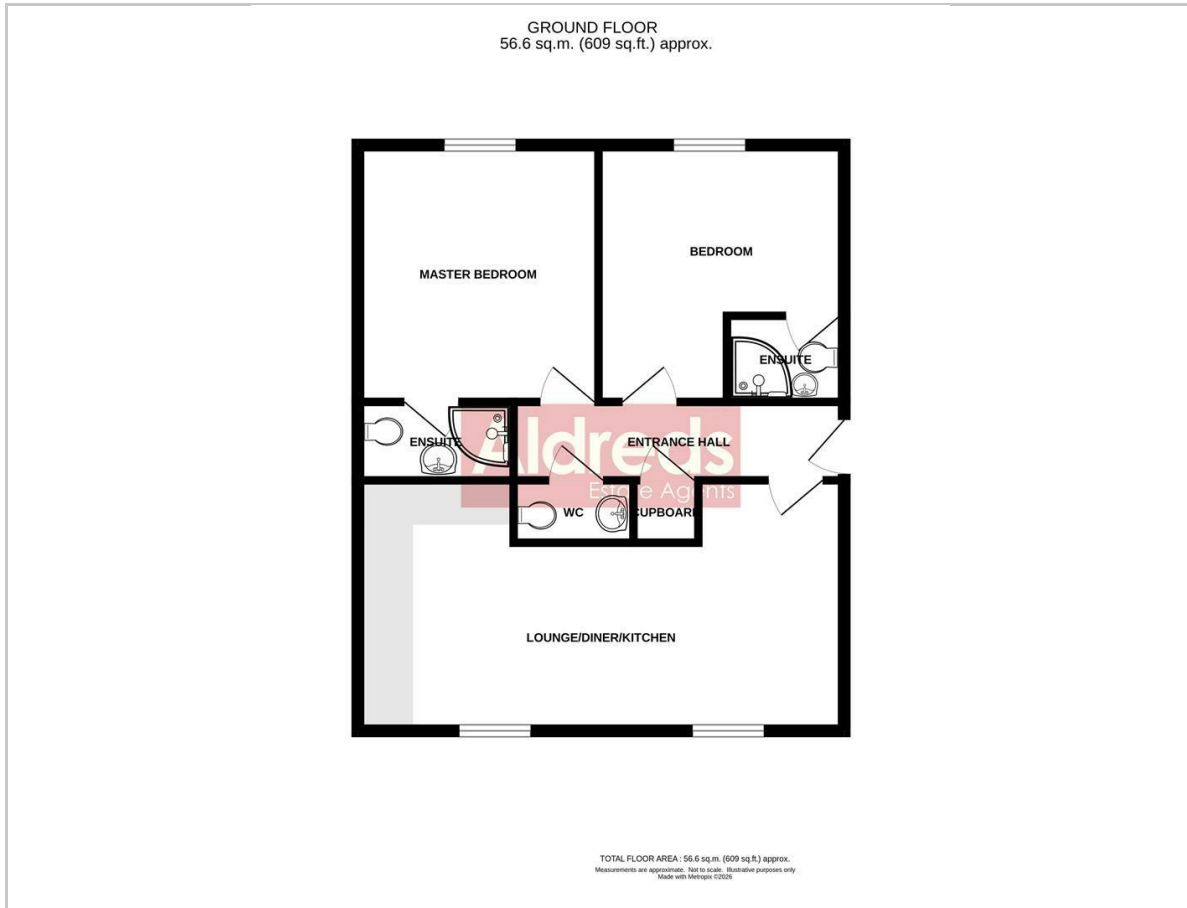 GROUND FLOOR
56.6 sq.m. (609 sq.ft.) approx.
BEDROOM
MASTER BEDROOM
ENSUITE
ENSUITE
ENTRANCE HALL
Aldreds
Estate Agents
WC
CUPBOARD
LOUNGE/DINER/KITCHEN
TOTAL FLOOR AREA : 56.6 sq.m. (609 sq.ft.) approx.
Measurements are approximate. Not to scale. Illustrative purposes only
Made with Metropix ©2026